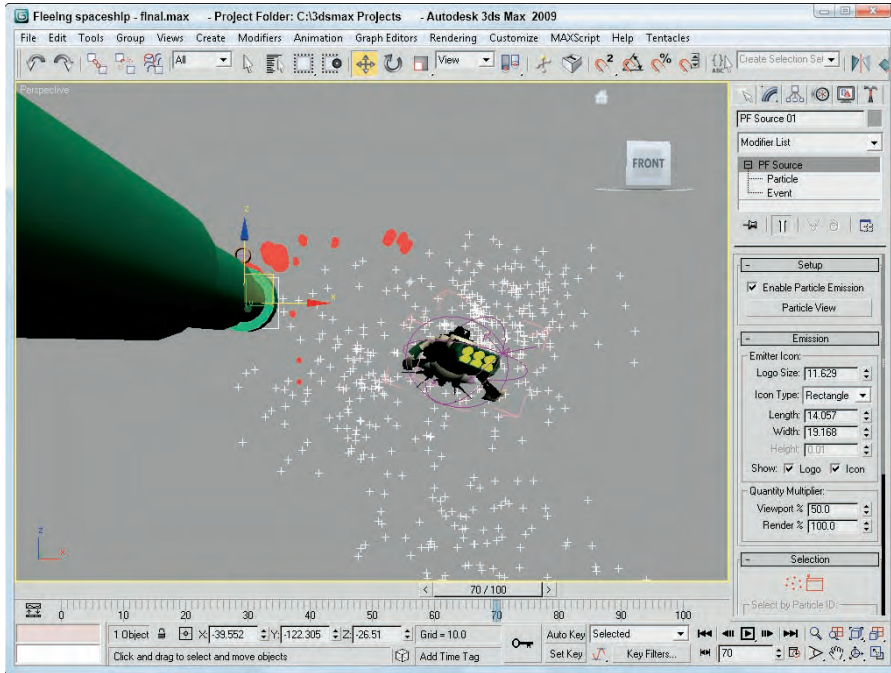 Fleeing spaceship - final.max - Project Folder: C:\3dsmax Projects - Autodesk 3ds Max 2009
File Edit Tools Group Views Create Modifiers Animation Graph Editors Rendering Customize MAXScript Help Tentacles
All View Create Selection Set
Perspective
FRONT
z
x
z
x
PF Source 01
Modifier List
PF Source
Particle
Event
- Setup
Enable Particle Emission
Particle View
- Emission
Emitter Icon:
Logo Size: 11.629
Icon Type: Rectangle
Length: 14.057
Width: 19.168
Height: 0.01
Show: Logo Icon
Quantity Multiplier:
Viewport % 50.0
Render % 100.0
- Selection
Select by Particle ID
< 70 / 100 >
0 10 20 30 40 50 60 70 80 90 100
1 Object X: -39.552 Y: -122.305 Z: -26.51 Grid = 10.0 Auto Key Selected
Click and drag to select and move objects Add Time Tag Set Key Key Filters... 70